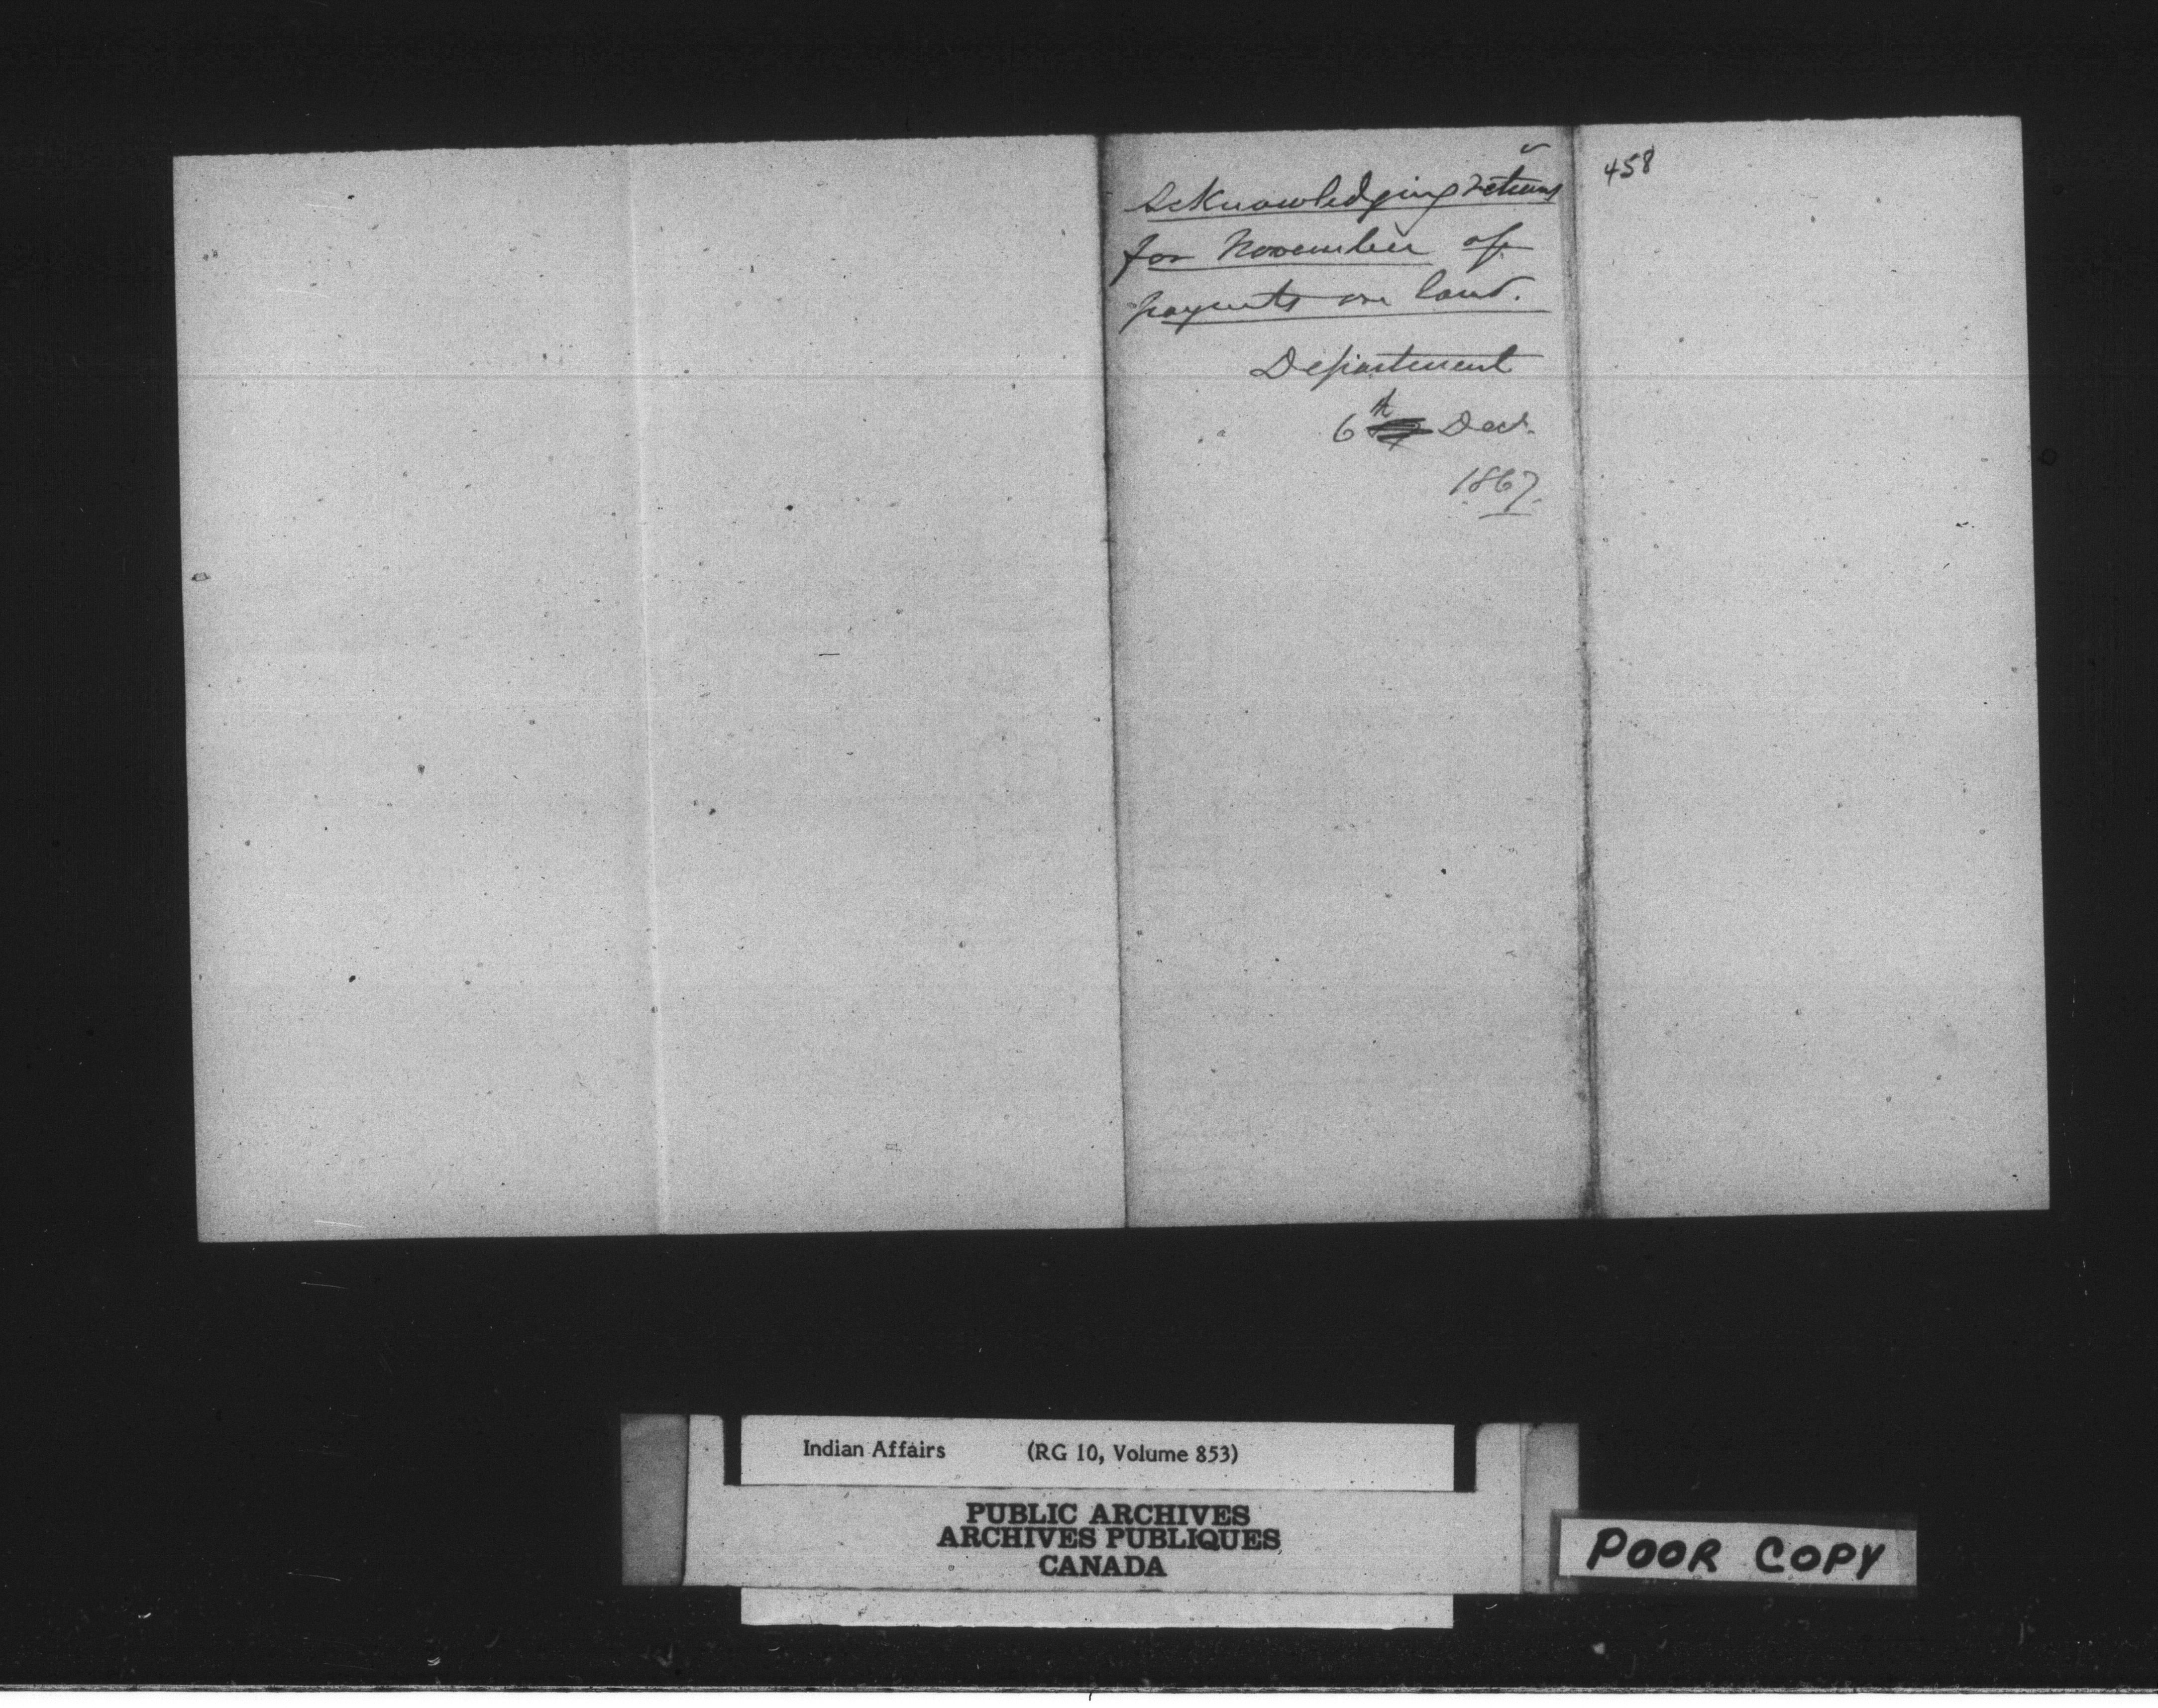 Acknowledging returns
for November of
payents on land.
Department
6th Decr.
1867.
458
Indian Affairs (RG 10, Volume 853)
PUBLIC ARCHIVES
ARCHIVES PUBLIQUES
CANADA
POOR COPY